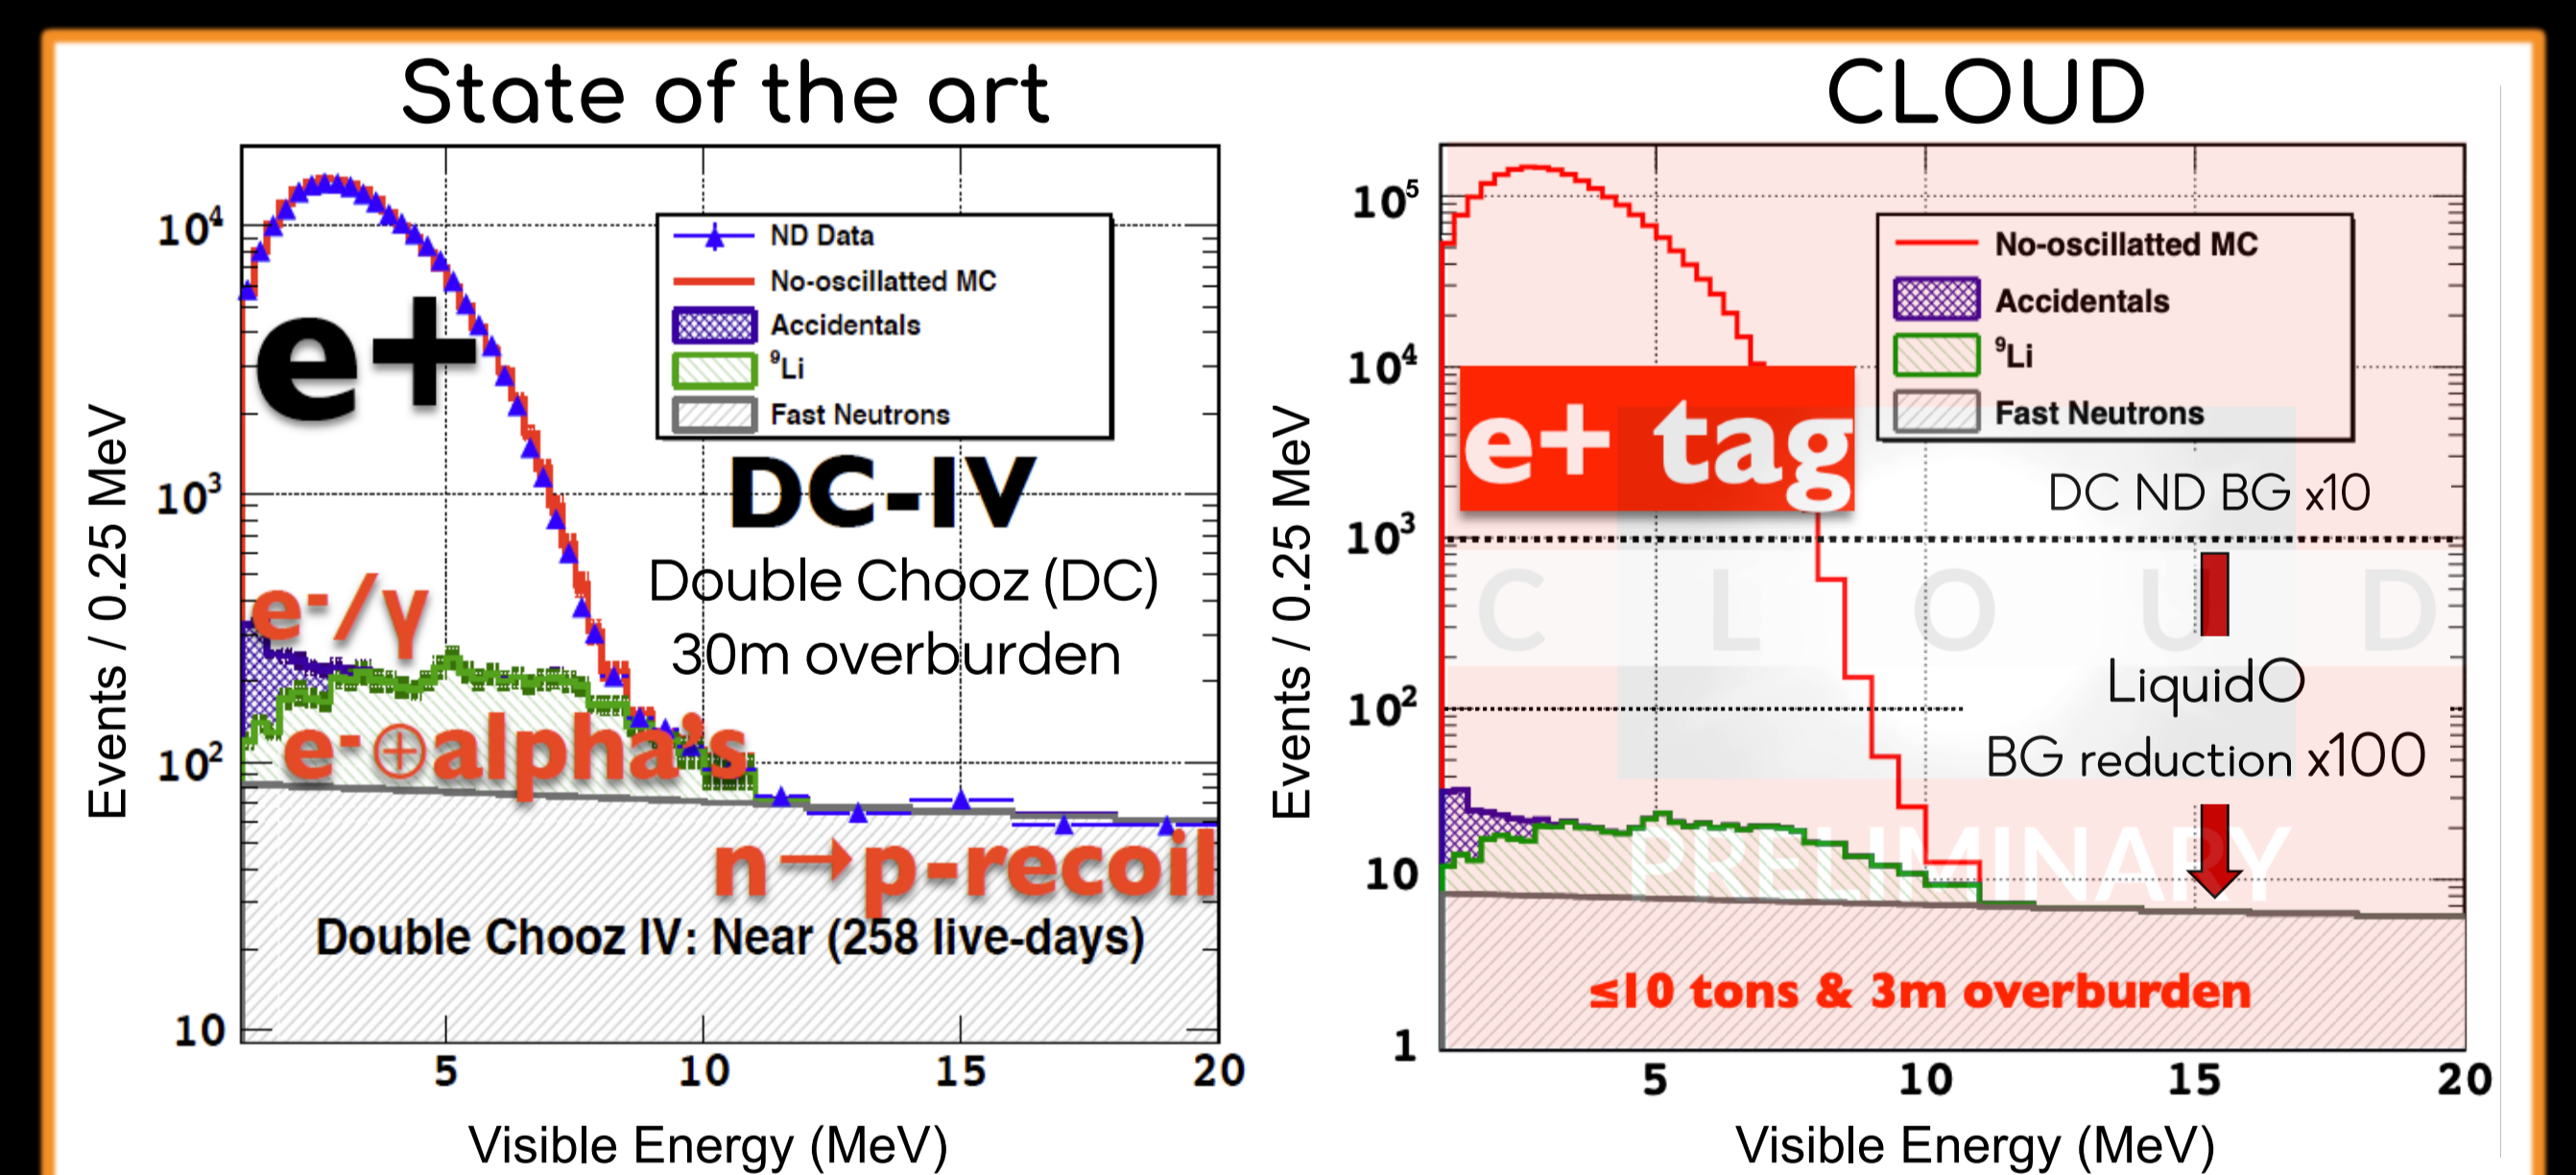 State of the art
10⁴
10³
10²
10
5
10
15
20
Events / 0.25 MeV
Visible Energy (MeV)
ND Data
No-oscillatted MC
Accidentals
⁹Li
Fast Neutrons
e+
DC-IV
Double Chooz (DC)
30m overburden
e-/γ
e-⊕alpha's
n→p-recoil
Double Chooz IV: Near (258 live-days)
CLOUD
10⁵
10⁴
10³
10²
10
1
5
10
15
20
Events / 0.25 MeV
Visible Energy (MeV)
No-oscillatted MC
Accidentals
⁹Li
Fast Neutrons
e+ tag
DC ND BG x10
C L O U D
LiquidO
BG reduction x100
PRELIMINARY
≤10 tons & 3m overburden